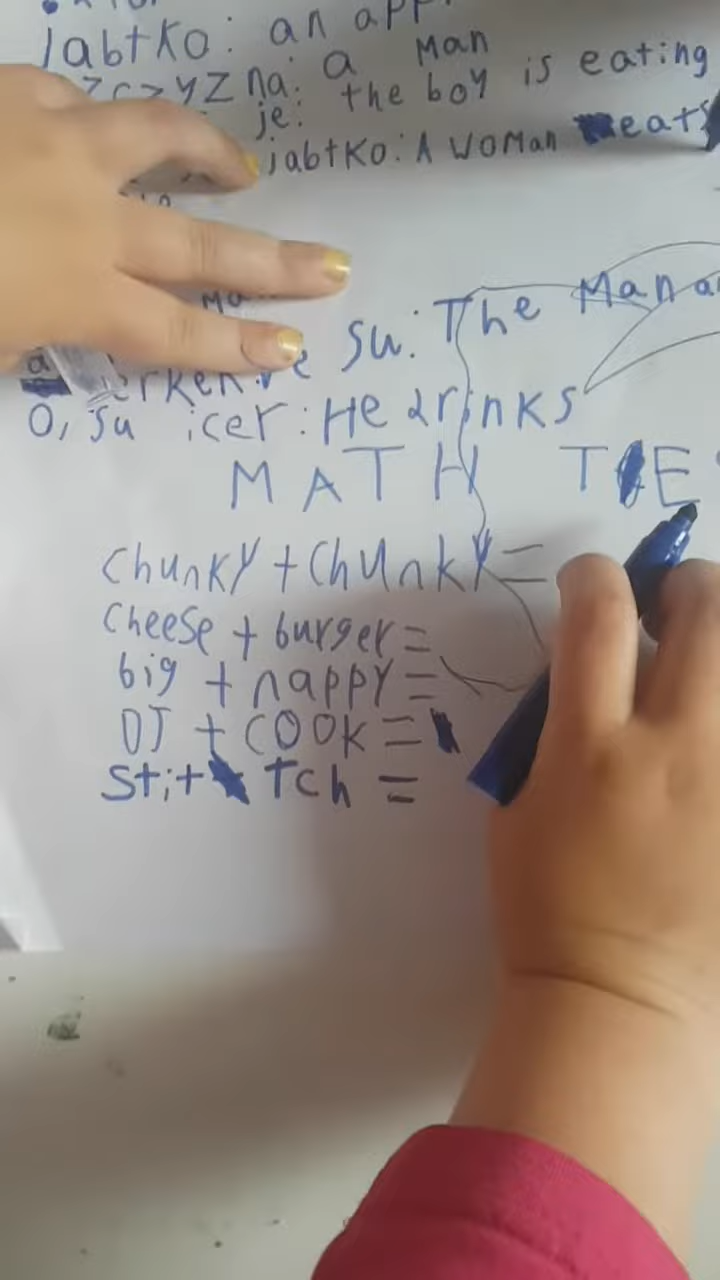 jabtko: an app
zczyzna: a man
je: the boy is eating
jabtko: A woman eats
su: The Man a
O, su icer: He drinks
MATH TE
Chunky + Chunky =
Cheese + burger =
big + nappy =
DJ + COOK =
Stit tch =